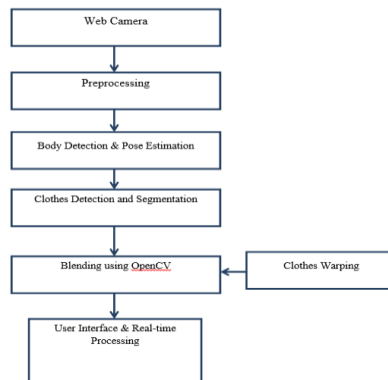 Web Camera
Preprocessing
Body Detection & Pose Estimation
Clothes Detection and Segmentation
Blending using OpenCV
Clothes Warping
User Interface & Real-time
Processing